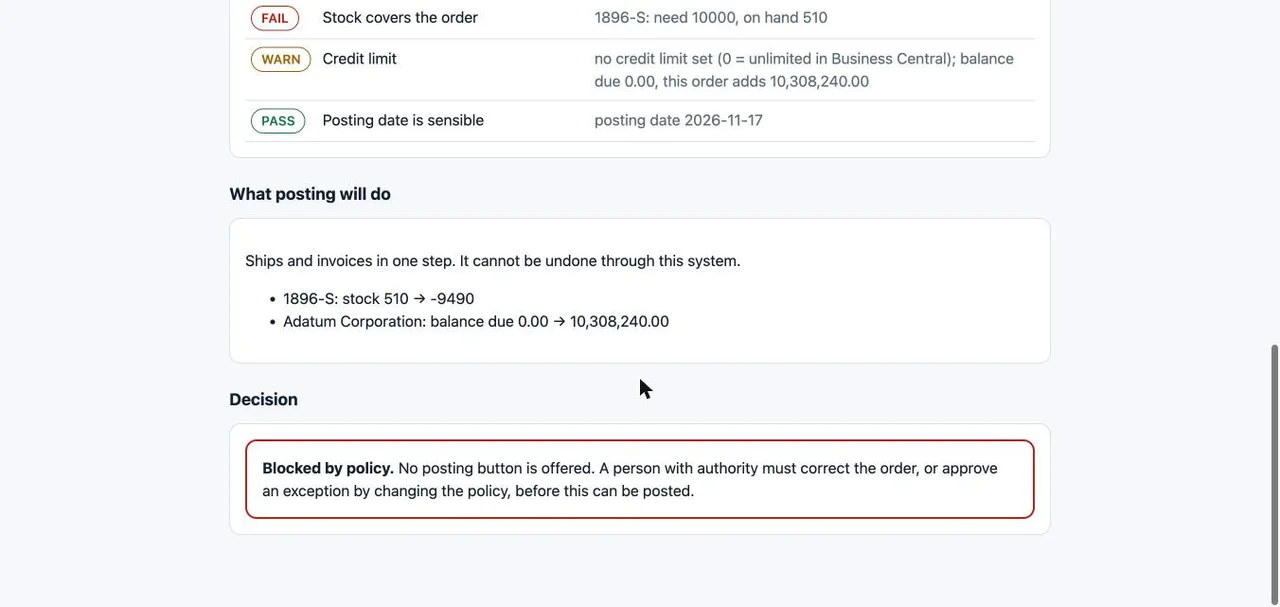 FAIL Stock covers the order 1896-S: need 10000, on hand 510
WARN Credit limit no credit limit set (0 = unlimited in Business Central); balance
due 0.00, this order adds 10,308,240.00
PASS Posting date is sensible posting date 2026-11-17
What posting will do
Ships and invoices in one step. It cannot be undone through this system.
• 1896-S: stock 510 → -9490
• Adatum Corporation: balance due 0.00 → 10,308,240.00
Decision
Blocked by policy. No posting button is offered. A person with authority must correct the order, or approve
an exception by changing the policy, before this can be posted.